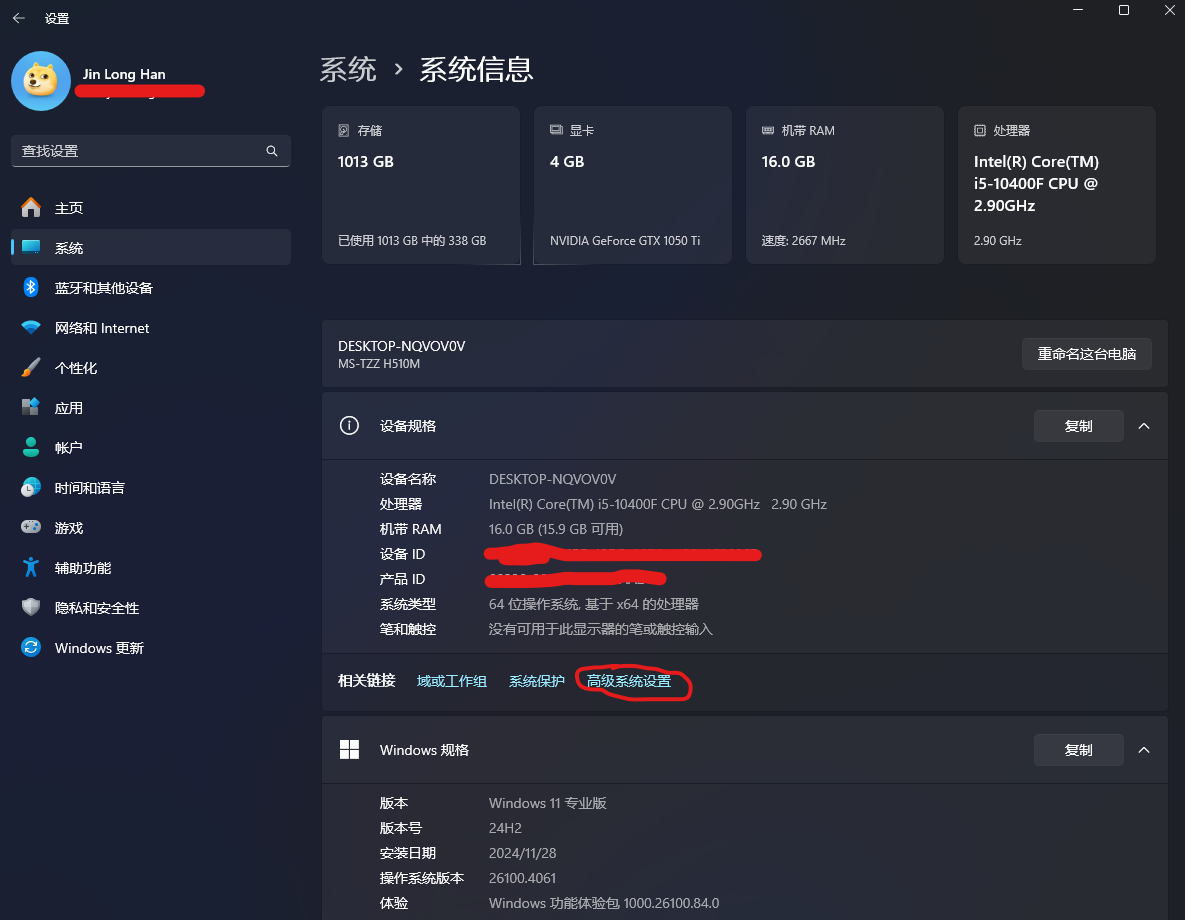 设置
Jin Long Han
查找设置
主页
系统
蓝牙和其他设备
网络和 Internet
个性化
应用
帐户
时间和语言
游戏
辅助功能
隐私和安全性
Windows 更新
系统 › 系统信息
存储
1013 GB
已使用 1013 GB 中的 338 GB
显卡
4 GB
NVIDIA GeForce GTX 1050 Ti
机带 RAM
16.0 GB
速度: 2667 MHz
处理器
Intel(R) Core(TM)
i5-10400F CPU @
2.90GHz
2.90 GHz
DESKTOP-NQVOV0V
MS-TZZ H510M
重命名这台电脑
设备规格
复制
设备名称 DESKTOP-NQVOV0V
处理器 Intel(R) Core(TM) i5-10400F CPU @ 2.90GHz 2.90 GHz
机带 RAM 16.0 GB (15.9 GB 可用)
设备 ID
产品 ID
系统类型 64 位操作系统, 基于 x64 的处理器
笔和触控 没有可用于此显示器的笔或触控输入
相关链接 域或工作组 系统保护 高级系统设置
Windows 规格
复制
版本 Windows 11 专业版
版本号 24H2
安装日期 2024/11/28
操作系统版本 26100.4061
体验 Windows 功能体验包 1000.26100.84.0